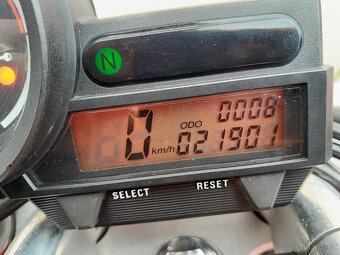 N
0008
ODO
0 km/h 021901
SELECT RESET